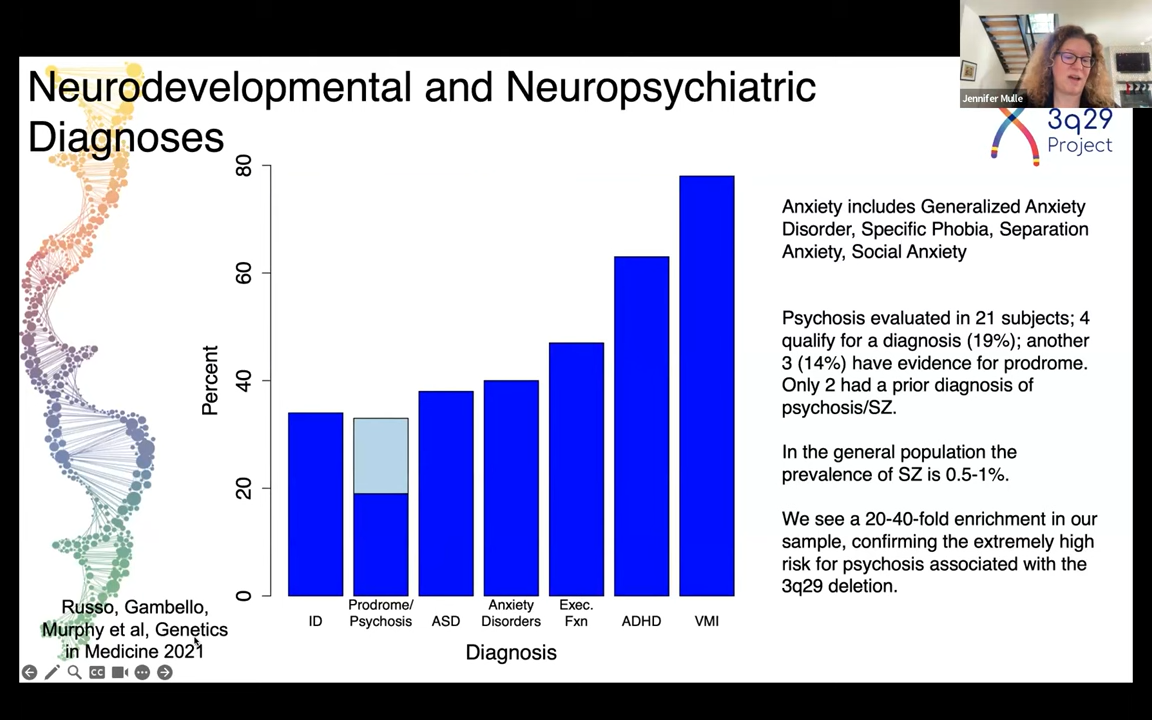 Neurodevelopmental and Neuropsychiatric
Diagnoses
Jennifer Mulle
3q29
Project
80
60
40
20
0
Percent
ID
Prodrome/
Psychosis
ASD
Anxiety
Disorders
Exec.
Fxn
ADHD
VMI
Diagnosis
Anxiety includes Generalized Anxiety
Disorder, Specific Phobia, Separation
Anxiety, Social Anxiety
Psychosis evaluated in 21 subjects; 4
qualify for a diagnosis (19%); another
3 (14%) have evidence for prodrome.
Only 2 had a prior diagnosis of
psychosis/SZ.
In the general population the
prevalence of SZ is 0.5-1%.
We see a 20-40-fold enrichment in our
sample, confirming the extremely high
risk for psychosis associated with the
3q29 deletion.
Russo, Gambello,
Murphy et al, Genetics
in Medicine 2021
CC